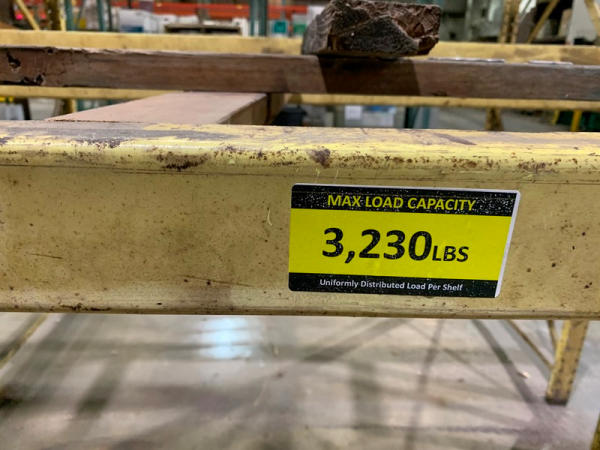 MAX LOAD CAPACITY
3,230LBS
Uniformly Distributed Load Per Shelf